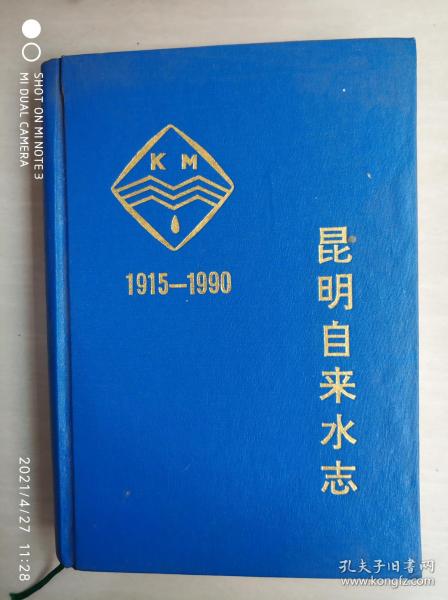 SHOT ON MI NOTE 3
MI DUAL CAMERA
KM
1915—1990
昆明自来水志
2021/4/27 11:28
孔夫子旧书网
www.kongfz.com